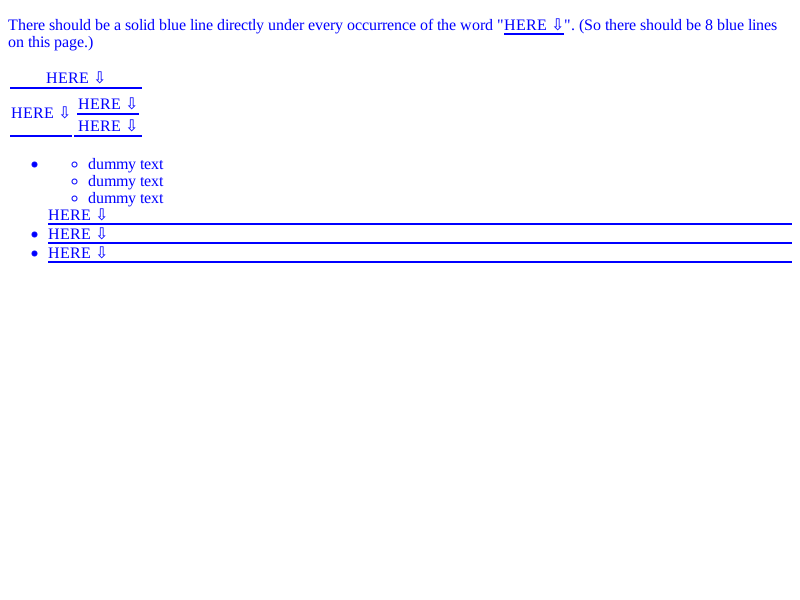 There should be a solid blue line directly under every occurrence of the word "HERE ⇩". (So there should be 8 blue lines
on this page.)
HERE ⇩
HERE ⇩
HERE ⇩
HERE ⇩
dummy text
dummy text
dummy text
HERE ⇩
HERE ⇩
HERE ⇩